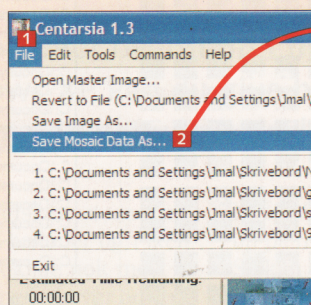 Centarsia 1.3
1
File Edit Tools Commands Help
Open Master Image...
Revert to File (C:\Documents and Settings\Jmal\
Save Image As...
Save Mosaic Data As... 2
1. C:\Documents and Settings\Jmal\Skrivebord\N
2. C:\Documents and Settings\Jmal\Skrivebord\g
3. C:\Documents and Settings\Jmal\Skrivebord\s
4. C:\Documents and Settings\Jmal\Skrivebord\9
Exit
Estimated Time Remaining:
00:00:00